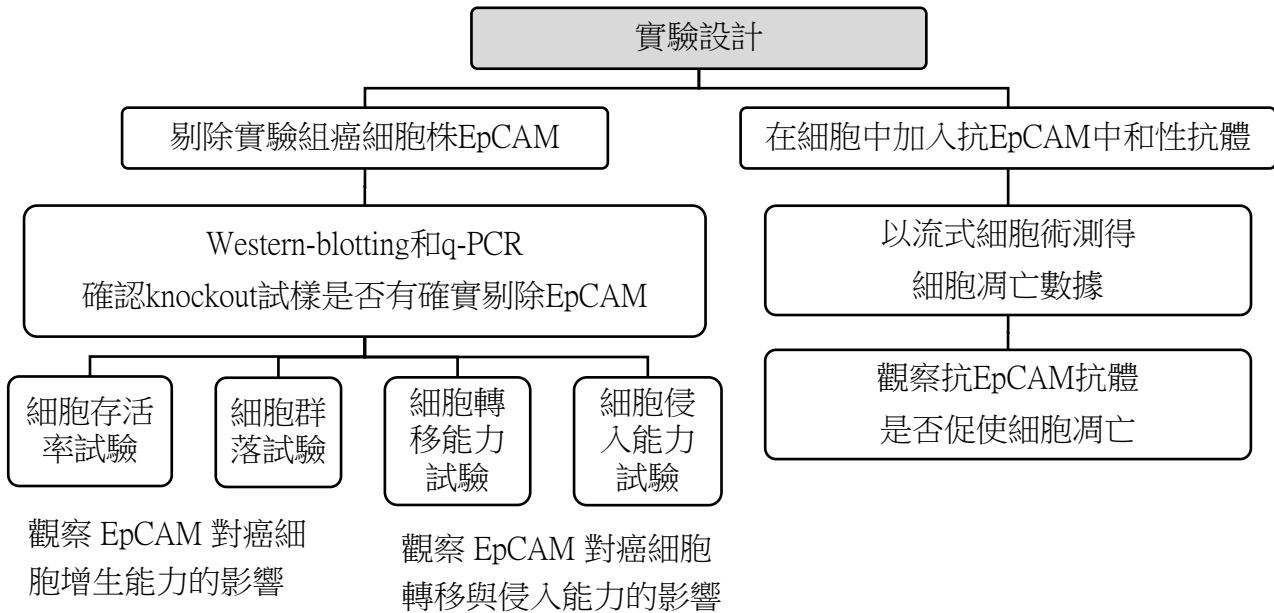 實驗設計
剔除實驗組癌細胞株EpCAM
在細胞中加入抗EpCAM中和性抗體
Western-blotting和q-PCR
確認knockout試樣是否有確實剔除EpCAM
以流式細胞術測得
細胞凋亡數據
細胞存活
率試驗
細胞群
落試驗
細胞轉
移能力
試驗
細胞侵
入能力
試驗
觀察抗EpCAM抗體
是否促使細胞凋亡
觀察 EpCAM 對癌細
胞增生能力的影響
觀察 EpCAM 對癌細胞
轉移與侵入能力的影響